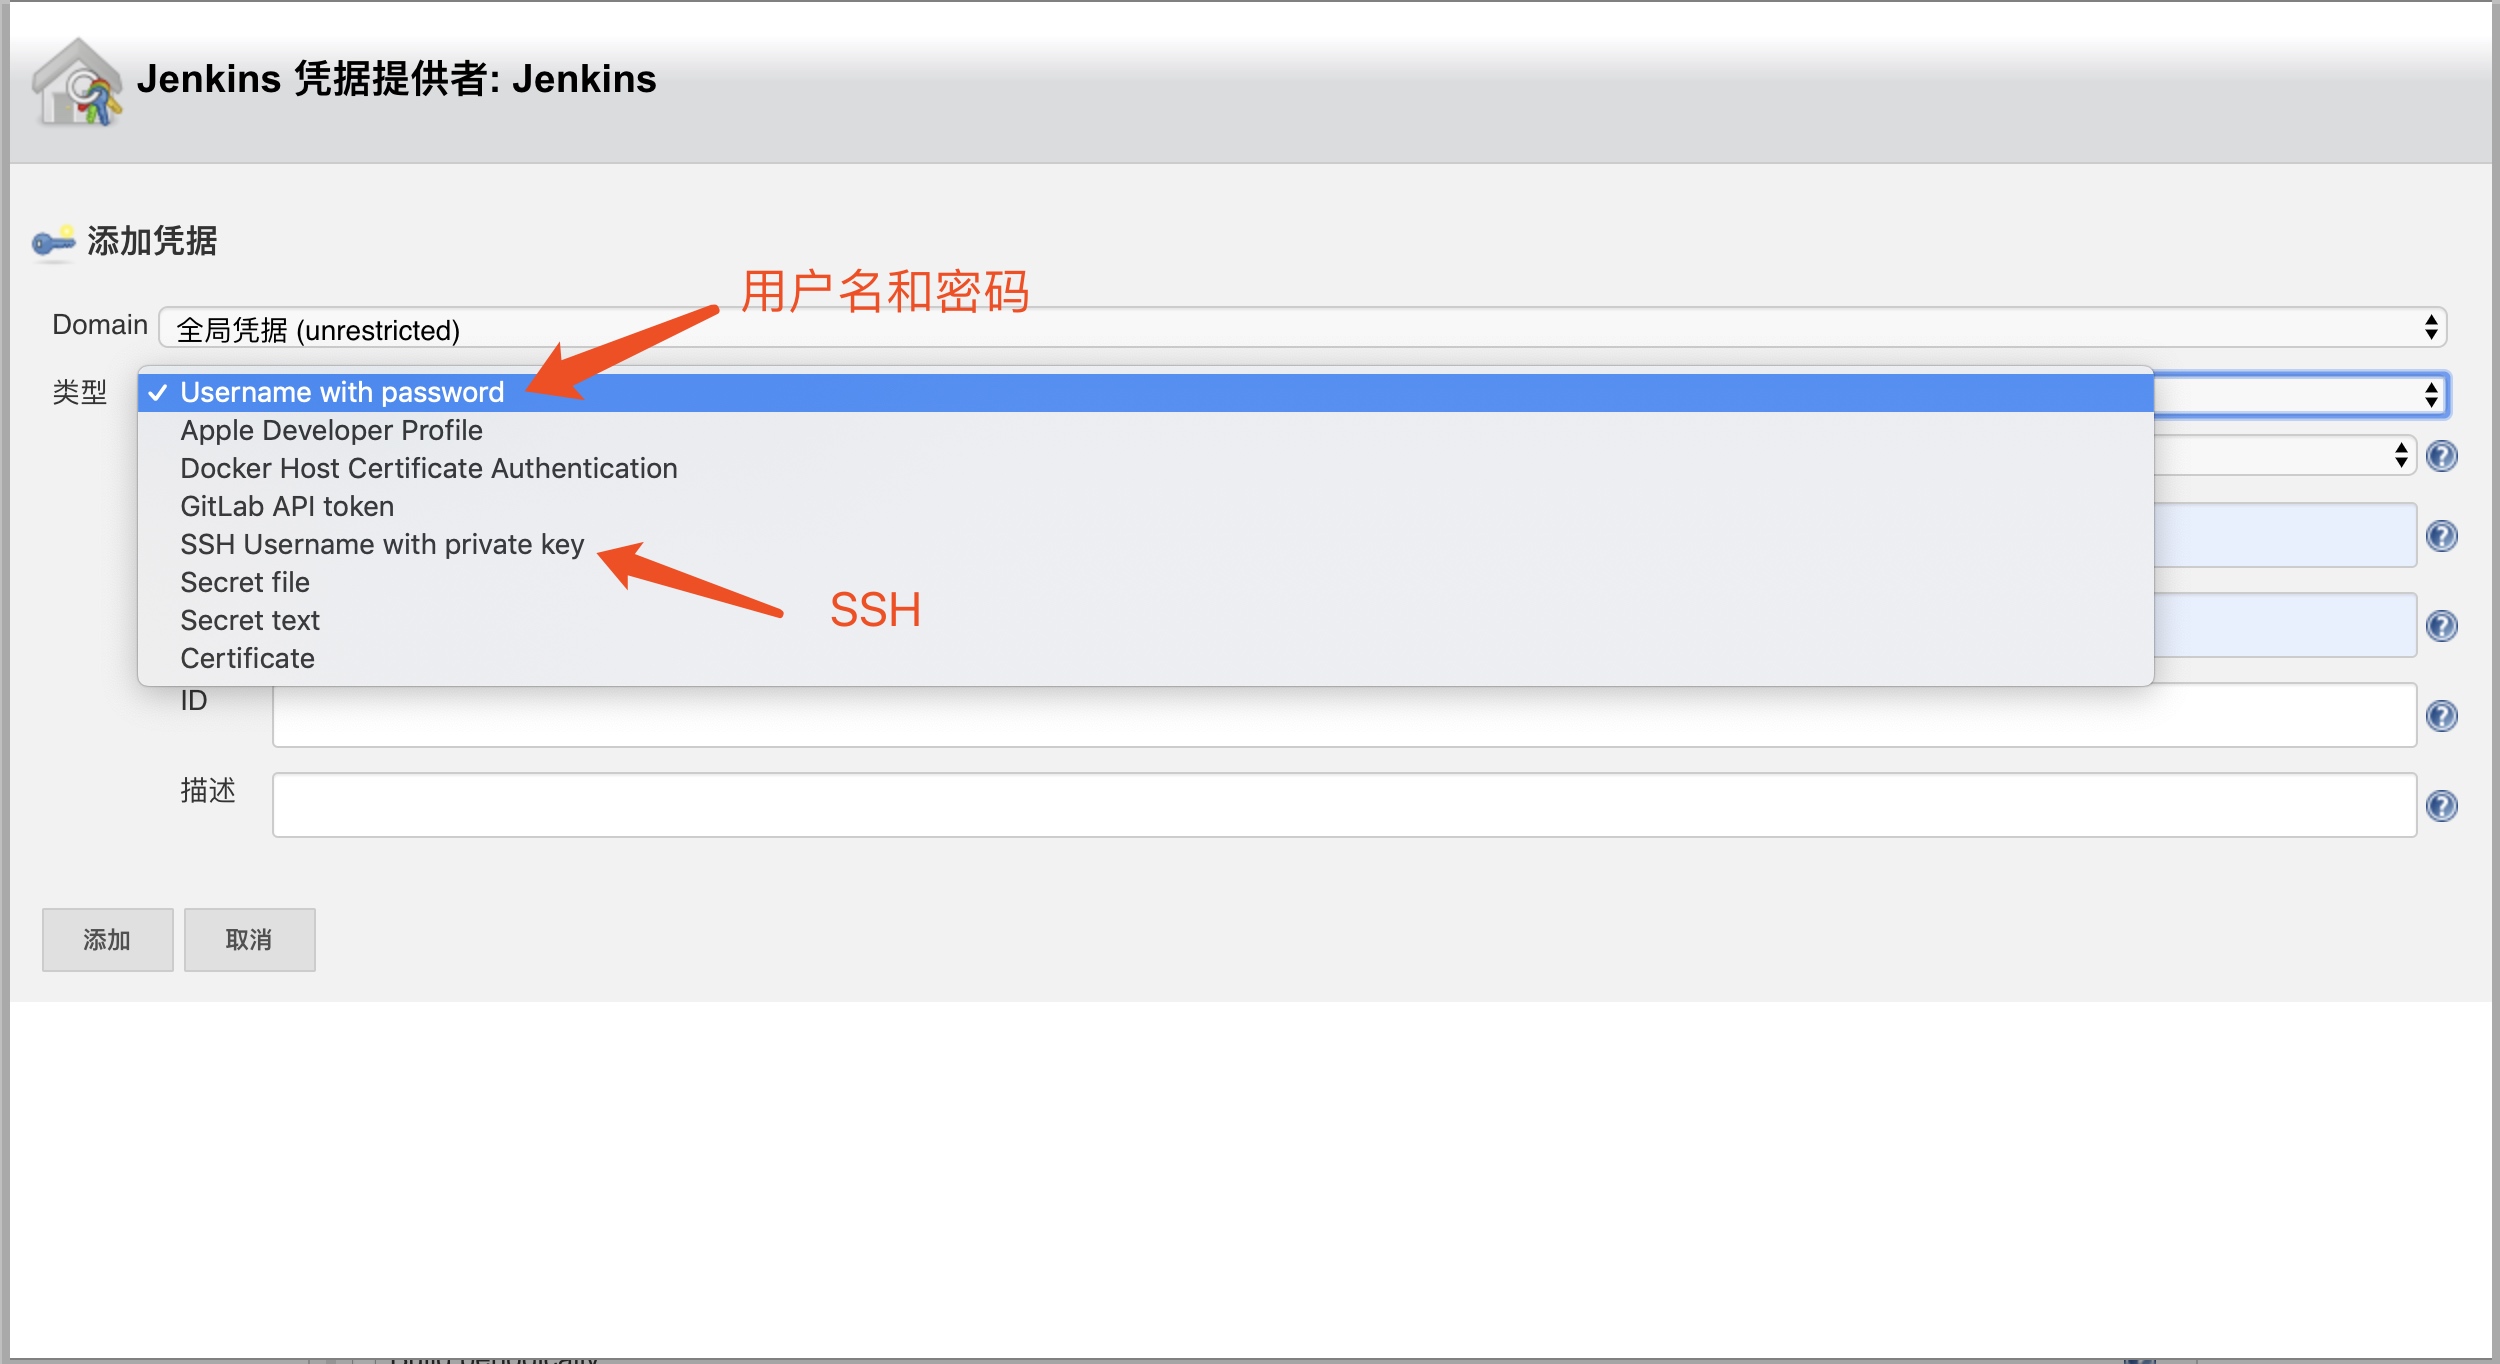 Jenkins 凭据提供者: Jenkins
添加凭据
用户名和密码
Domain 全局凭据 (unrestricted)
类型
Username with password
Apple Developer Profile
Docker Host Certificate Authentication
GitLab API token
SSH Username with private key
Secret file
SSH
Secret text
Certificate
ID
描述
添加 取消